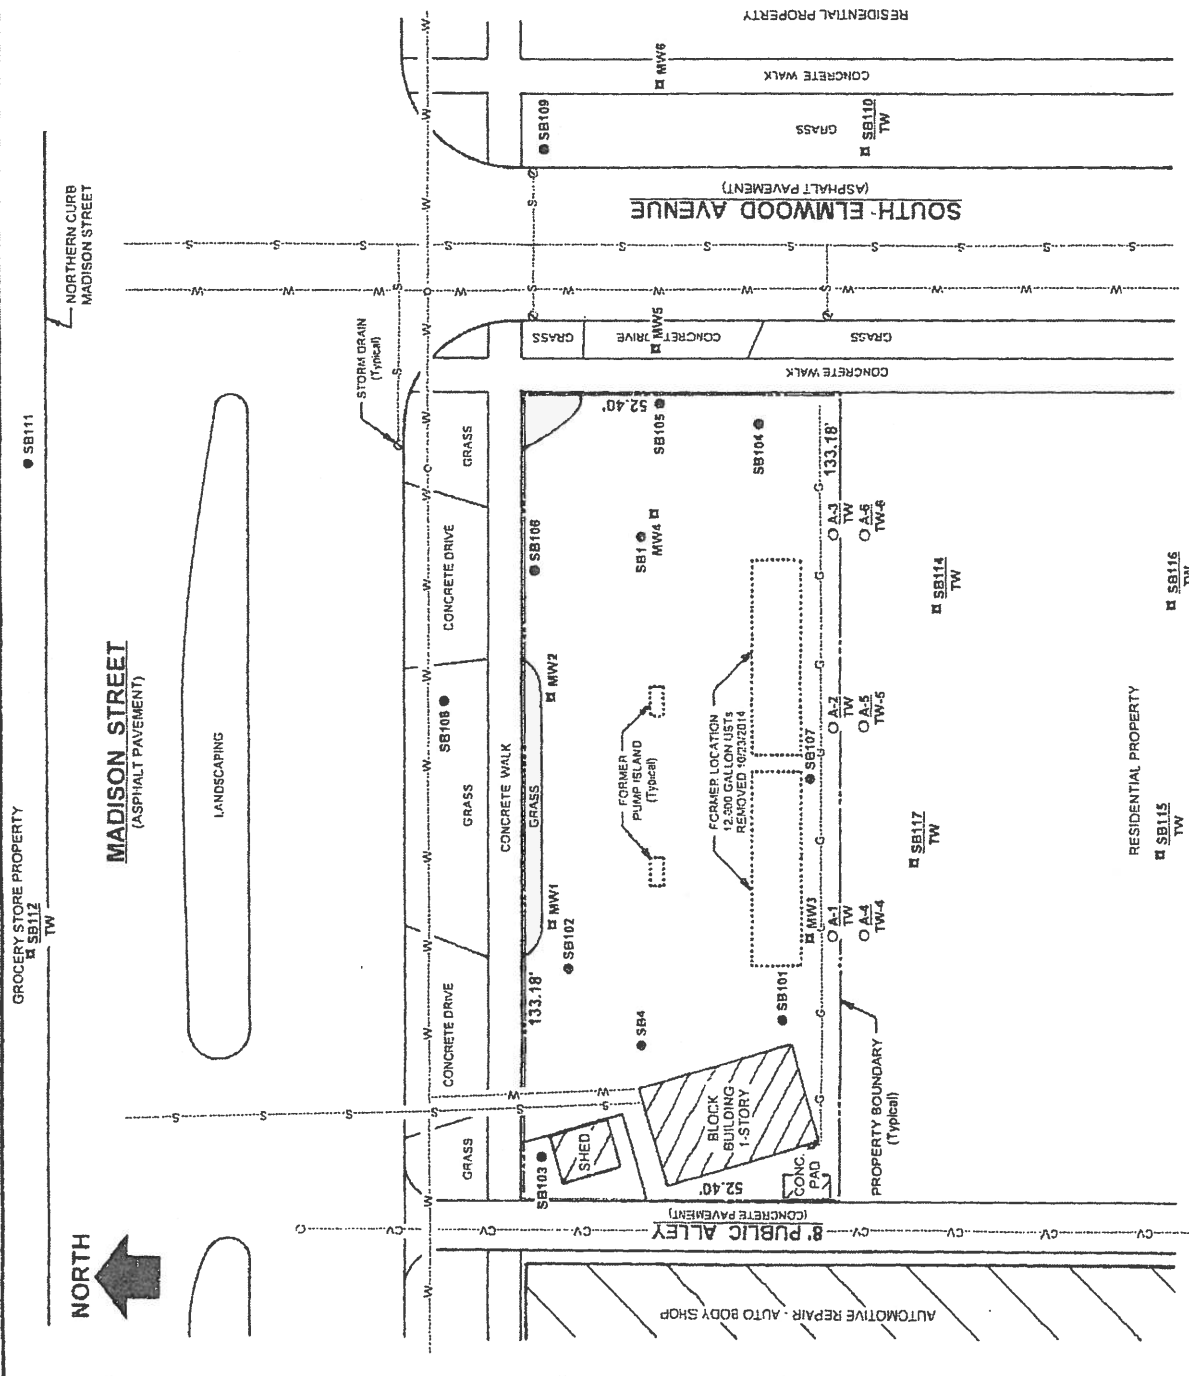 GROCERY STORE PROPERTY
SB112
TW
SB111
NORTHERN CURB
MADISON STREET
MADISON STREET
(ASPHALT PAVEMENT)
LANDSCAPING
NORTH
STORM DRAIN
(Typical)
GRASS
CONCRETE DRIVE
GRASS
CONCRETE DRIVE
GRASS
SB108
CONCRETE WALK
GRASS
133.18'
SB103
SHED
BLOCK
BUILDING
1-STORY
CONC.
PAD
52.40'
SB4
SB102
MW1
MW2
SB106
SB1
MW4
SB105
52.40'
SB104
FORMER
PUMP ISLAND
(Typical)
FORMER LOCATION
12,000 GALLON USTs
REMOVED 10/23/2014
SB101
MW3
SB107
133.18'
A-1
TW
A-4
TW-4
A-2
TW
A-5
TW-5
A-3
TW
A-6
TW-6
PROPERTY BOUNDARY
(Typical)
SB117
TW
SB114
TW
SB115
TW
SB116
TW
RESIDENTIAL PROPERTY
8' PUBLIC ALLEY
(CONCRETE PAVEMENT)
AUTOMOTIVE REPAIR - AUTO BODY SHOP
CONCRETE WALK
GRASS
CONCRETE DRIVE
MW5
GRASS
SOUTH ELMWOOD AVENUE
(ASPHALT PAVEMENT)
SB109
GRASS
SB110
TW
CONCRETE WALK
MW6
RESIDENTIAL PROPERTY